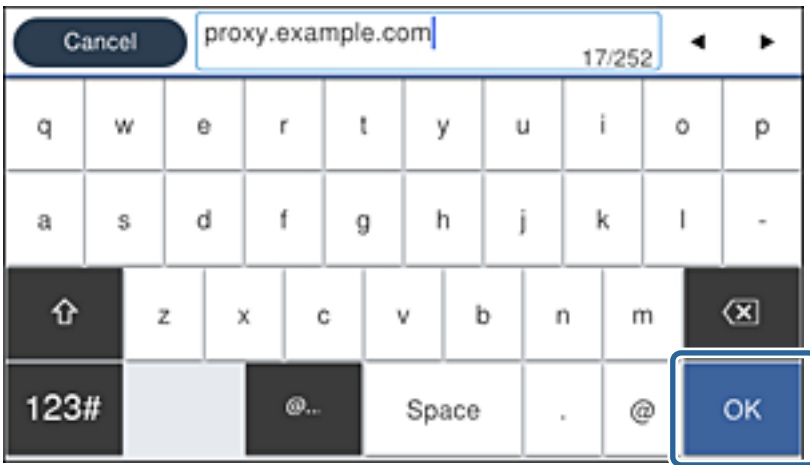 Cancel proxy.example.com
17/252
q w e r t y u i o p
a s d f g h j k l -
z x c v b n m
123# @... Space . @ OK